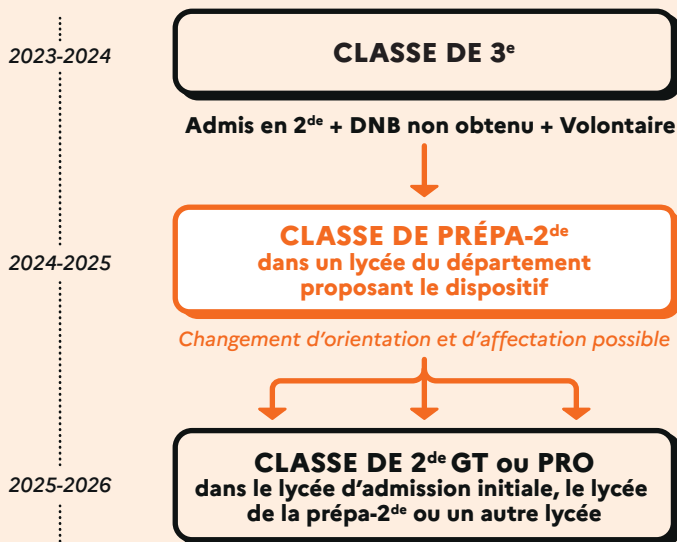 2023-2024
CLASSE DE 3e
Admis en 2de + DNB non obtenu + Volontaire
CLASSE DE PRÉPA-2de
2024-2025
dans un lycée du département
proposant le dispositif
Changement d’orientation et d’affectation possible
CLASSE DE 2de GT ou PRO
2025-2026
dans le lycée d’admission initiale, le lycée
de la prépa-2de ou un autre lycée